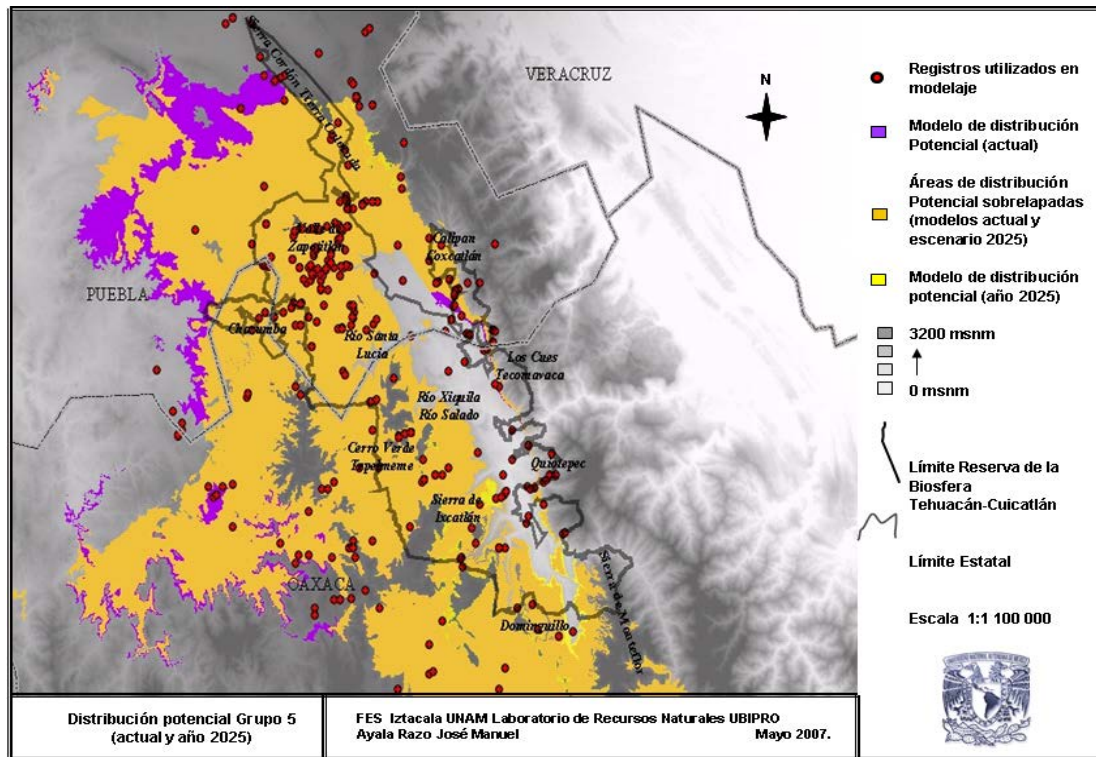 VERACRUZ
N
Sierra Cordón Tierra Colorada
Zapotitlán
Calipan
Coxcatlán
PUEBLA
Chazumba
Río Santa
Lucía
Los Cues
Tecomavaca
Río Xiquila
Río Salado
Cerro Verde
Tepelmeme
Quiotepec
Sierra de
Ixcatlán
OAXACA
Sierra de Monteflor
Dominguillo
Registros utilizados en
modelaje
Modelo de distribución
Potencial (actual)
Áreas de distribución
Potencial sobrelapadas
(modelos actual y
escenario 2025)
Modelo de distribución
potencial (año 2025)
3200 msnm
0 msnm
Límite Reserva de la
Biosfera
Tehuacán-Cuicatlán
Límite Estatal
Escala 1:1 100 000
Distribución potencial Grupo 5
(actual y año 2025)
FES Iztacala UNAM Laboratorio de Recursos Naturales UBIPRO
Ayala Razo José Manuel Mayo 2007.